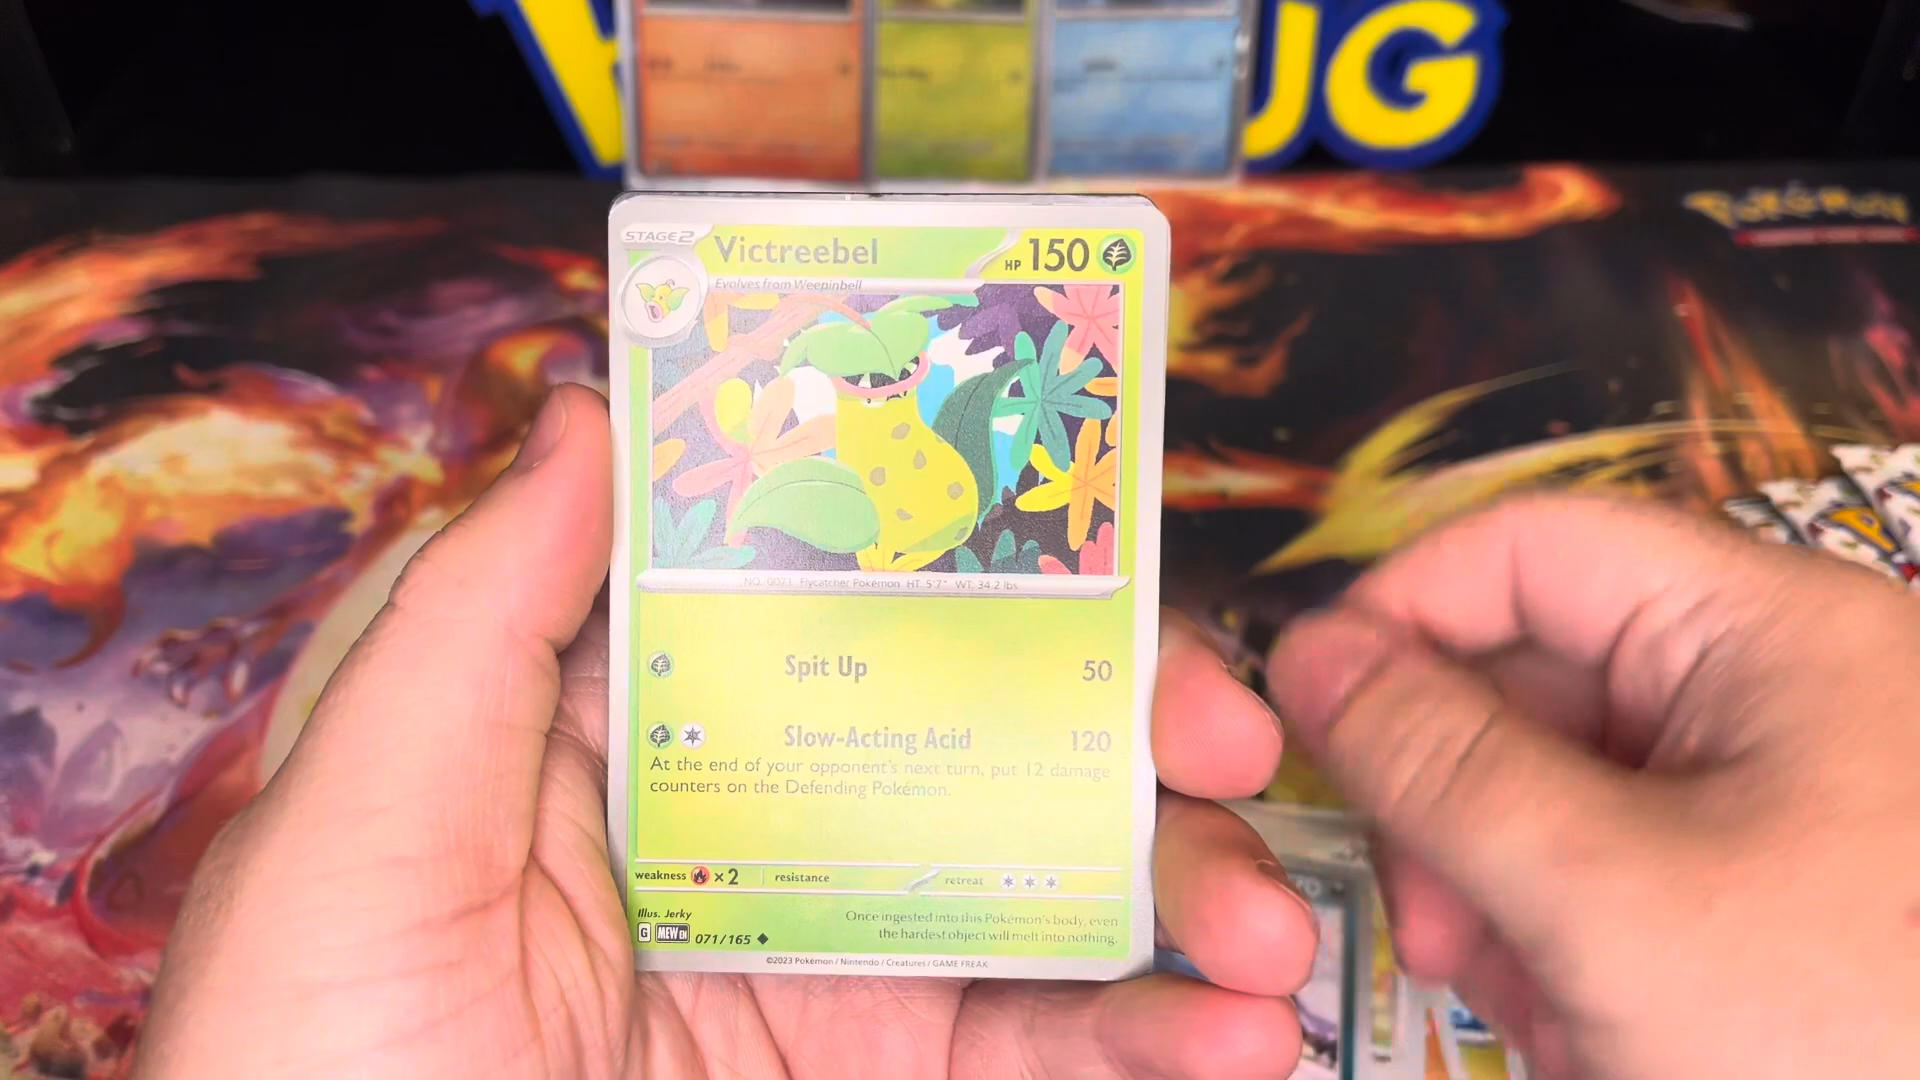 UG
POKÉMON
STAGE2 Victreebel HP 150
Evolves from Weepinbell
NO. 0071 Flycatcher Pokémon HT: 5'7" WT: 34.2 lbs
Spit Up 50
Slow-Acting Acid 120
At the end of your opponent's next turn, put 12 damage
counters on the Defending Pokémon.
weakness ×2 resistance retreat
Illus. Jerky
G MEW EN 071/165 ◆
Once ingested into this Pokémon's body, even
the hardest object will melt into nothing.
©2023 Pokémon / Nintendo / Creatures / GAME FREAK